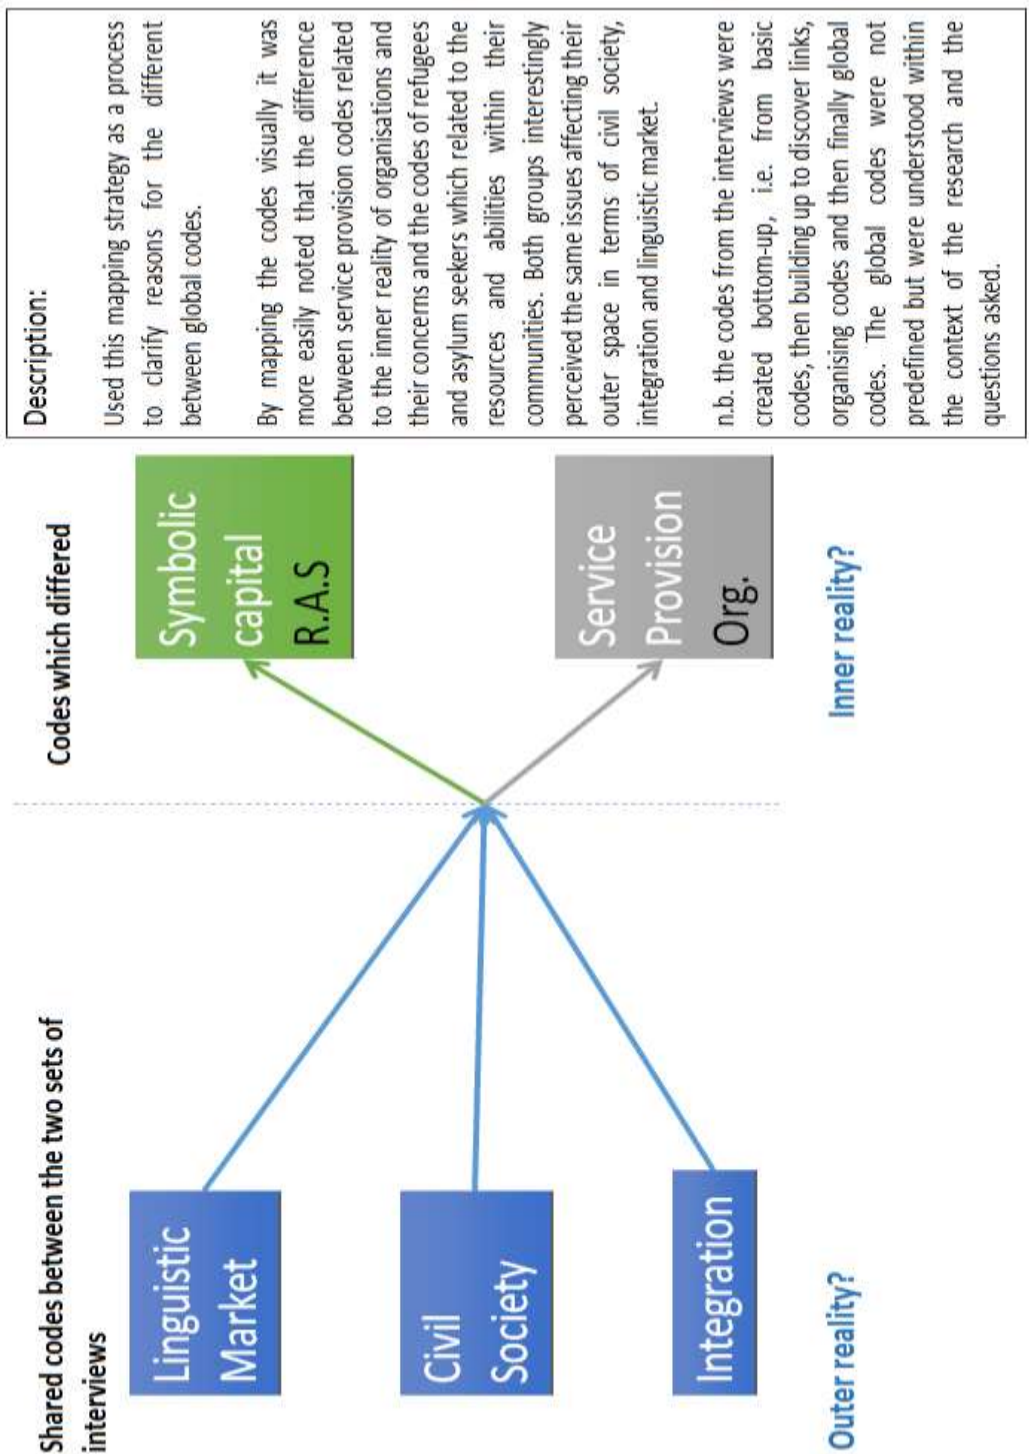 Shared codes between the two sets of
interviews
Codes which differed
Linguistic
Market
Civil
Society
Integration
Symbolic
capital
R.A.S
Service
Provision
Org.
Outer reality?
Inner reality?
Description:
Used this mapping strategy as a process
to clarify reasons for the different
between global codes.
By mapping the codes visually it was
more easily noted that the difference
between service provision codes related
to the inner reality of organisations and
their concerns and the codes of refugees
and asylum seekers which related to the
resources and abilities within their
communities. Both groups interestingly
perceived the same issues affecting their
outer space in terms of civil society,
integration and linguistic market.
n.b. the codes from the interviews were
created bottom-up, i.e. from basic
codes, then building up to discover links,
organising codes and then finally global
codes. The global codes were not
predefined but were understood within
the context of the research and the
questions asked.